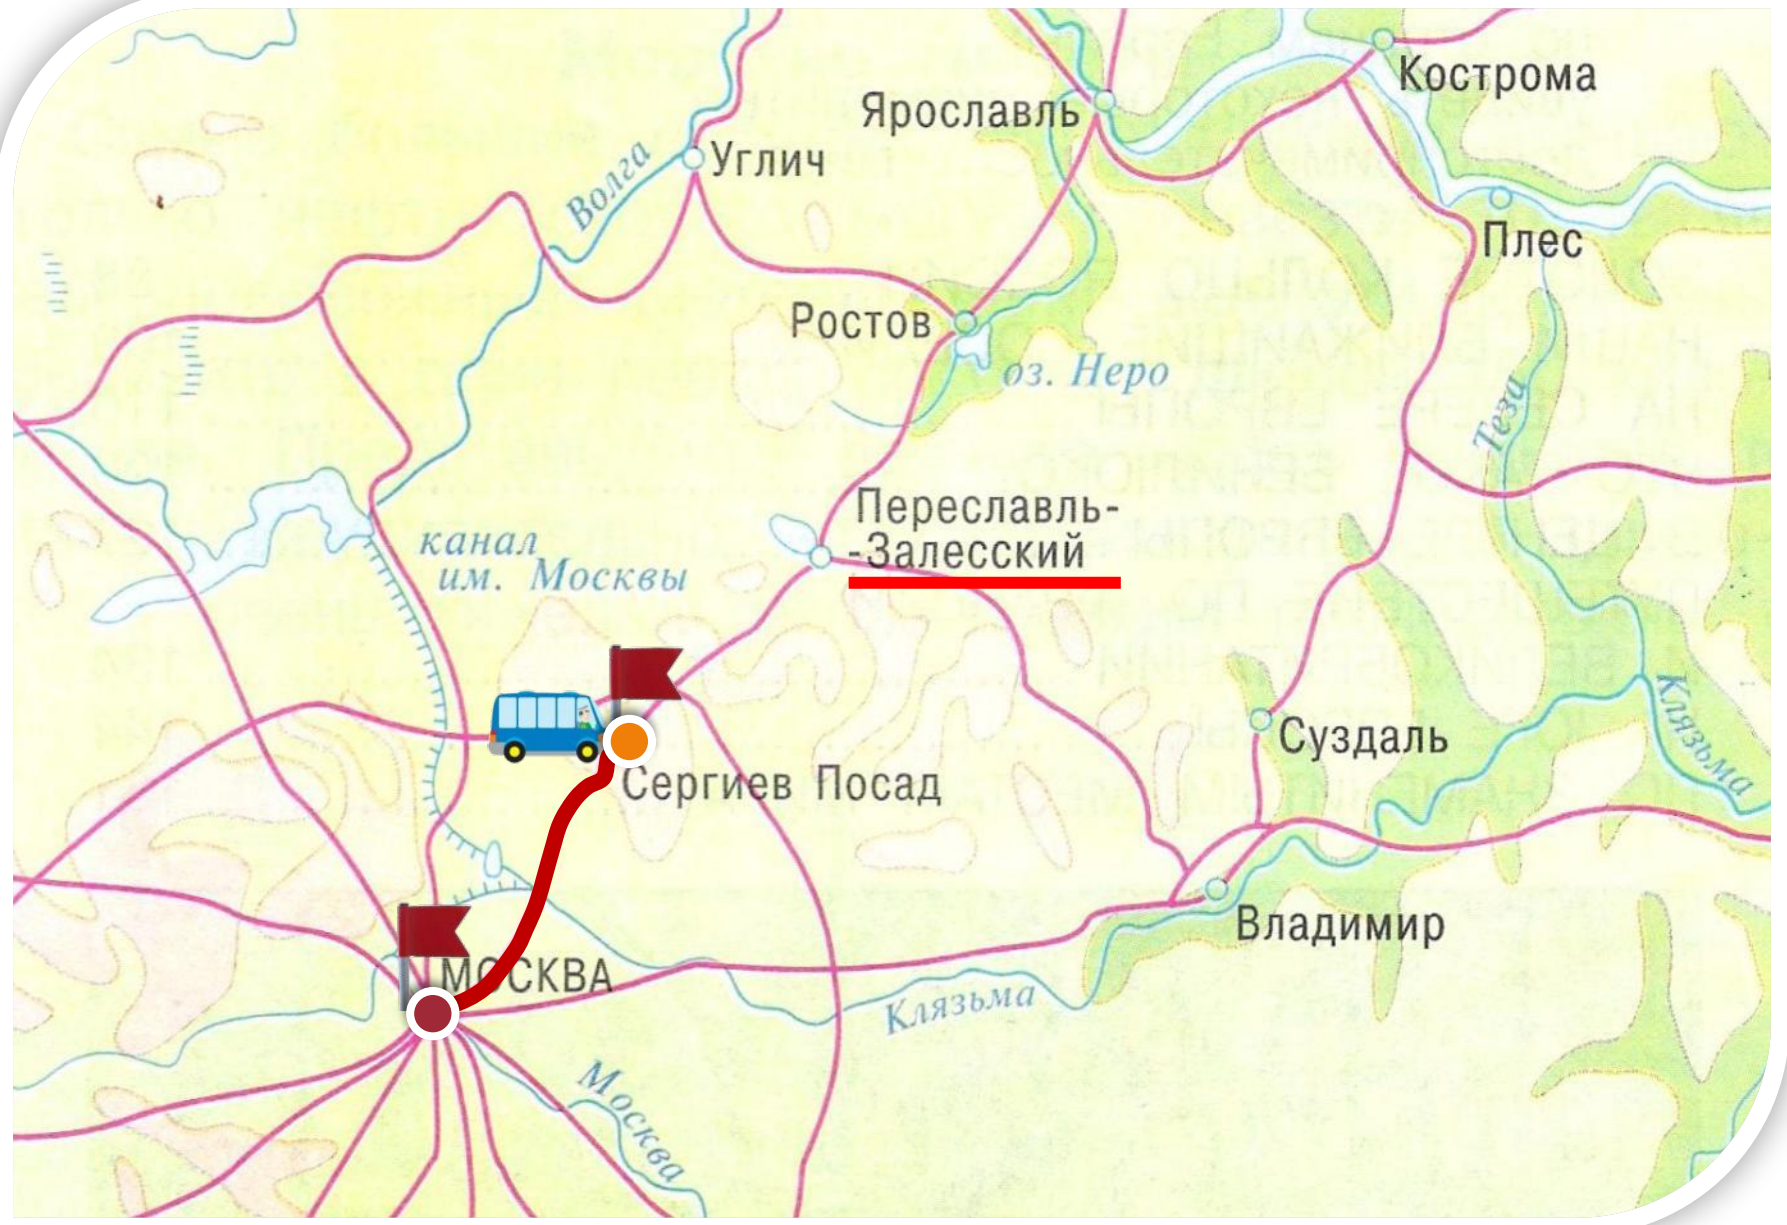 Кострома
Ярославль
Углич
Волга
Плес
Ростов
оз. Неро
Теза
Переславль-
-Залесский
канал
им. Москвы
Клязьма
Суздаль
Сергиев Посад
Владимир
МОСКВА
Клязьма
Москва